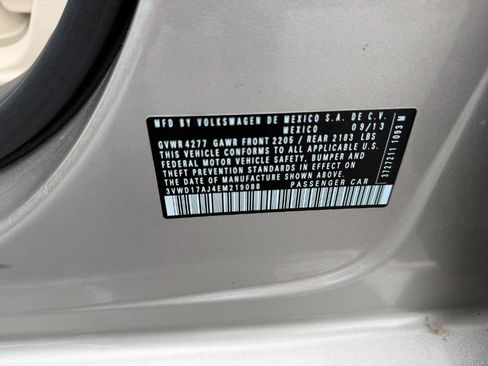 MFD BY VOLKSWAGEN DE MEXICO S.A. DE C.V.
MEXICO 09/13
GVWR 4277 GAWR FRONT 2205 / REAR 2183 LBS
THIS VEHICLE CONFORMS TO ALL APPLICABLE U.S.
FEDERAL MOTOR VEHICLE SAFETY, BUMPER AND
THEFT PREVENTION STANDARDS IN EFFECT ON
THE DATE OF MANUFACTURE SHOWN ABOVE.
3VWD17AJ4EM219088 PASSENGER CAR
3727211 1093 M